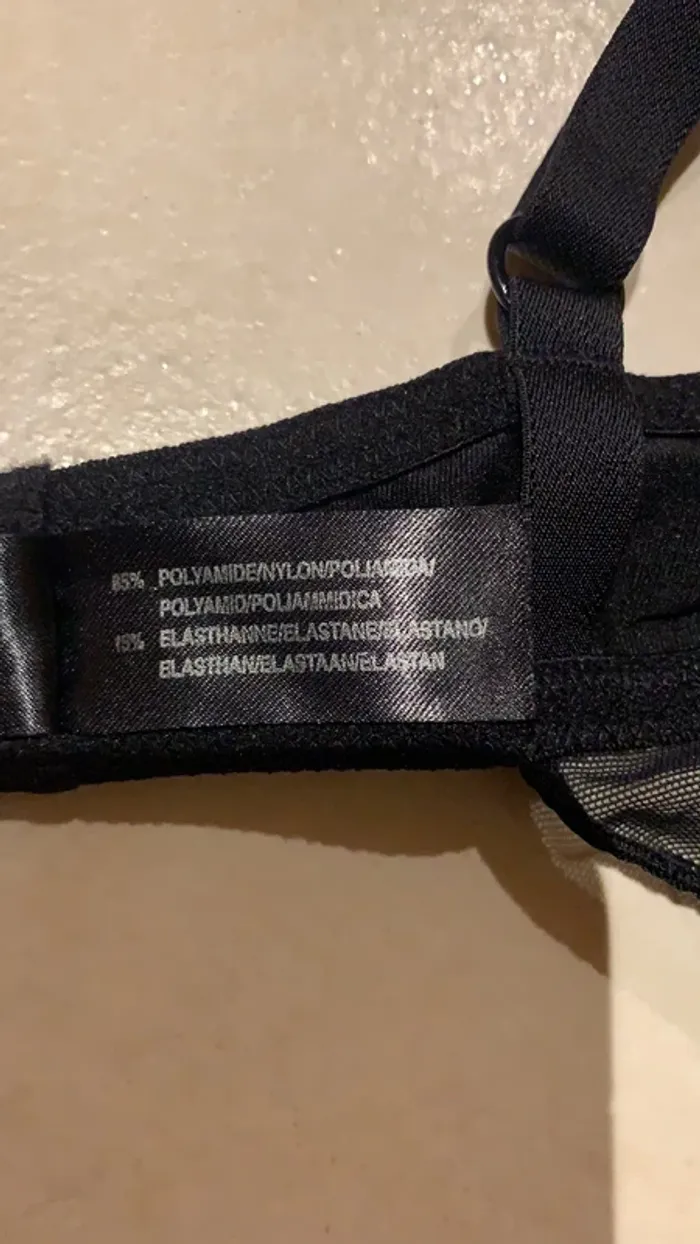 85% POLYAMIDE/NYLON/POLIAMIDA/
POLYAMID/POLIAMMIDICA
15% ELASTHANNE/ELASTANE/ELASTANO/
ELASTHAN/ELASTAAN/ELASTAN